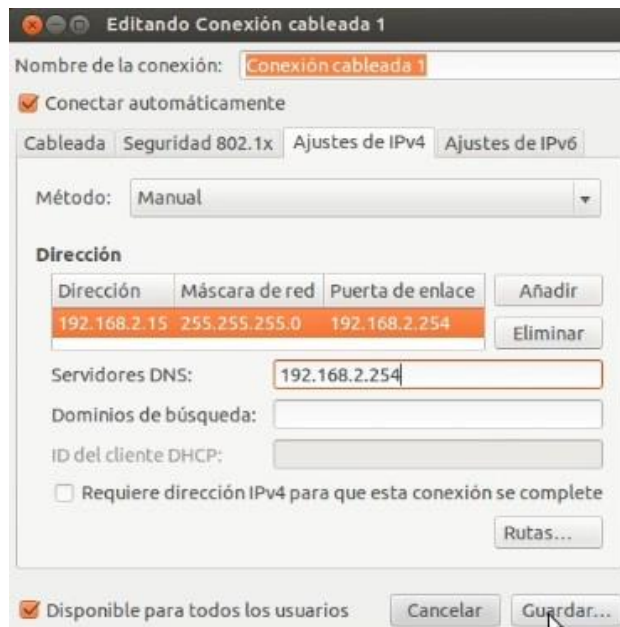 Editando Conexión cableada 1
Nombre de la conexión: Conexión cableada 1
Conectar automáticamente
Cableada Seguridad 802.1x Ajustes de IPv4 Ajustes de IPv6
Método: Manual
Dirección
Dirección Máscara de red Puerta de enlace Añadir
192.168.2.15 255.255.255.0 192.168.2.254 Eliminar
Servidores DNS: 192.168.2.254
Dominios de búsqueda:
ID del cliente DHCP:
Requiere dirección IPv4 para que esta conexión se complete
Rutas...
Disponible para todos los usuarios Cancelar Guardar...